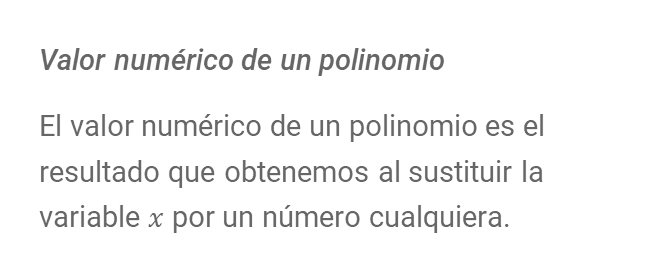 Valor numérico de un polinomio
El valor numérico de un polinomio es el
resultado que obtenemos al sustituir la
variable x por un número cualquiera.